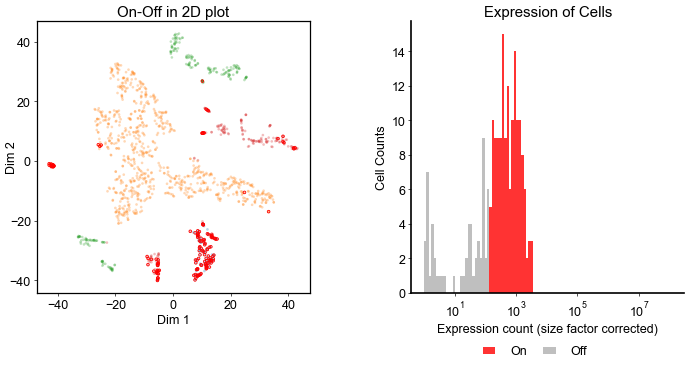 On-Off in 2D plot
Dim 2
40
20
0
−20
−40
−40 −20 0 20 40
Dim 1
Expression of Cells
Cell Counts
14
12
10
8
6
4
2
0
10^1 10^3 10^5 10^7
Expression count (size factor corrected)
On Off